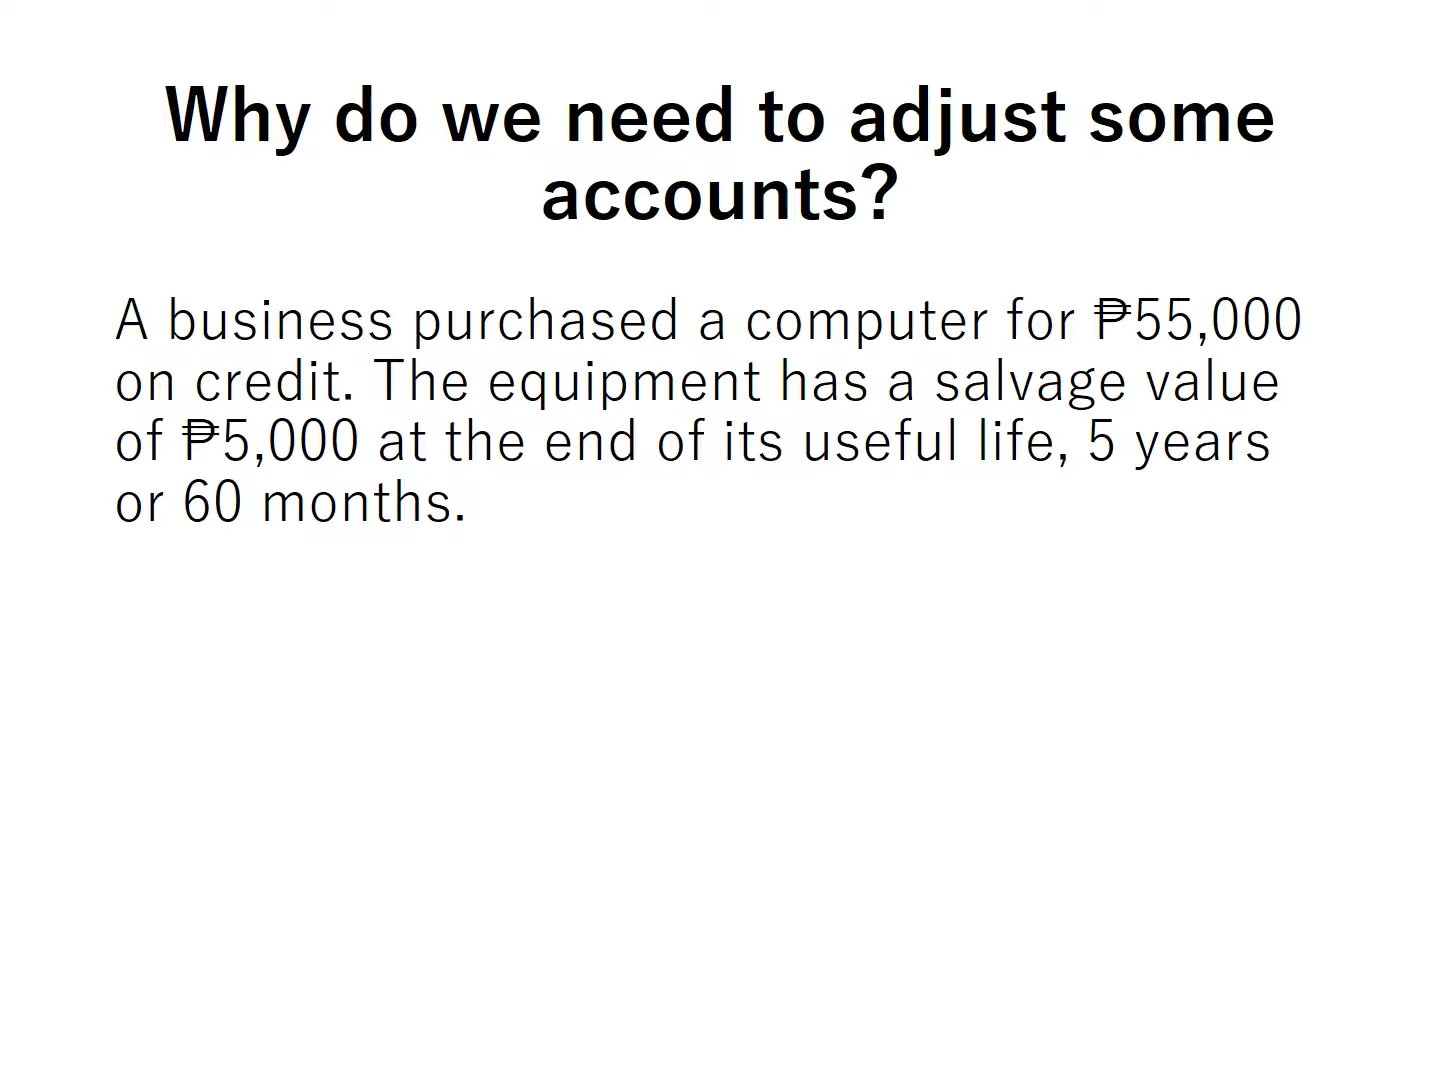 Why do we need to adjust some
accounts?
A business purchased a computer for ₱55,000
on credit. The equipment has a salvage value
of ₱5,000 at the end of its useful life, 5 years
or 60 months.